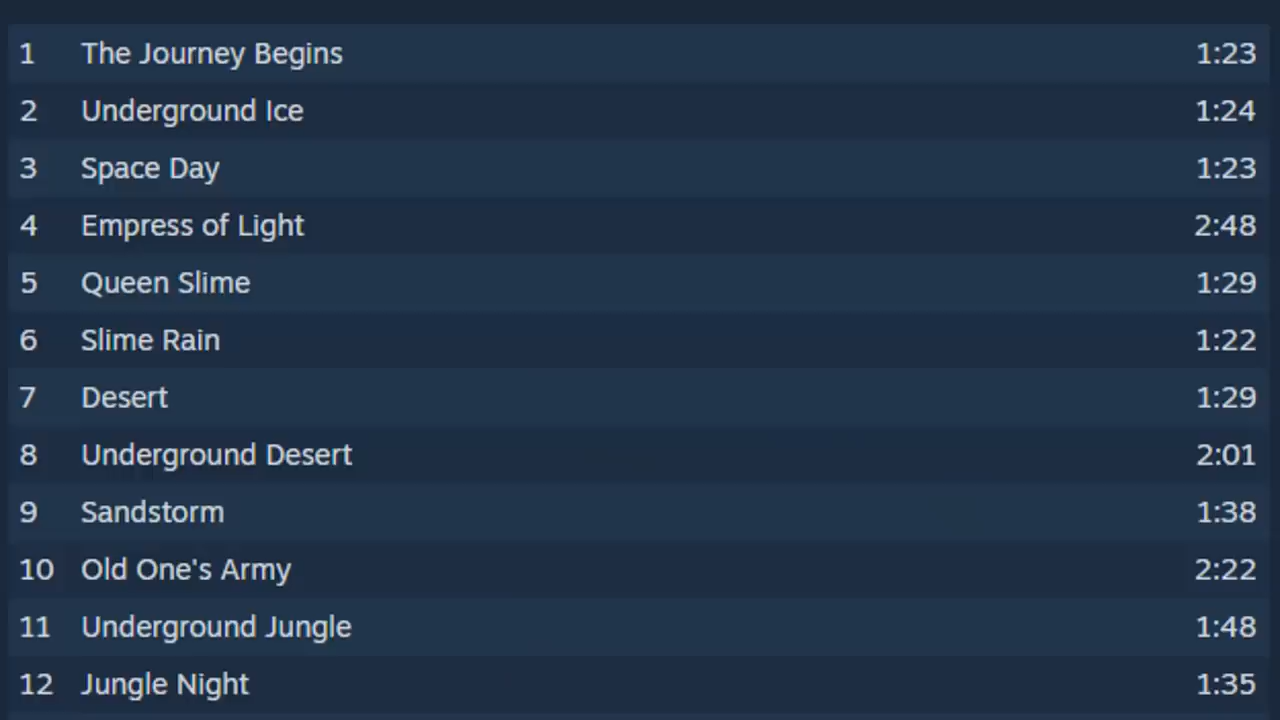 1 The Journey Begins 1:23
2 Underground Ice 1:24
3 Space Day 1:23
4 Empress of Light 2:48
5 Queen Slime 1:29
6 Slime Rain 1:22
7 Desert 1:29
8 Underground Desert 2:01
9 Sandstorm 1:38
10 Old One's Army 2:22
11 Underground Jungle 1:48
12 Jungle Night 1:35